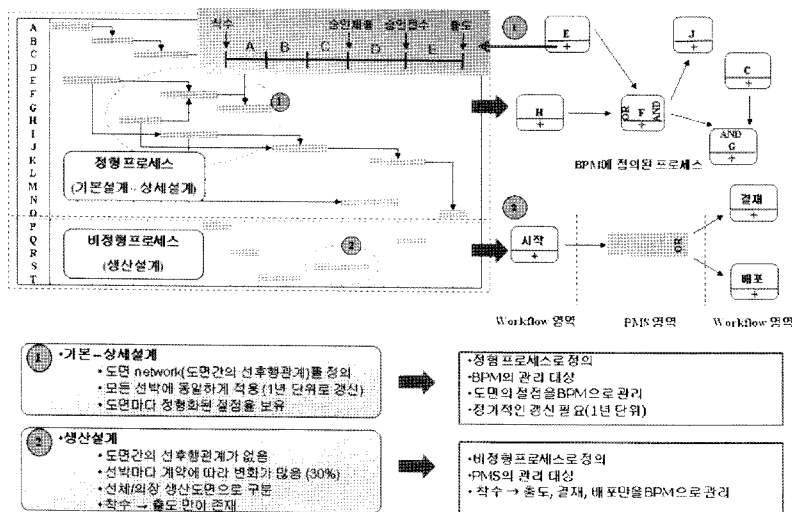 착수 승인제출 승인접수 출도
A B C D E
A
B
C
D
E
F
G
H
I
J
K
L
M
N
O
P
Q
R
S
T
1
정형프로세스
(기본설계 - 상세설계)
비정형프로세스
(생산설계)
2
1
E
+
J
+
C
+
H
+
OR F AND
+
AND
G
+
BPM에 정의된 프로세스
2
시작
+
OR
결재
+
배포
+
Workflow 영역
PMS 영역
Workflow 영역
1
•기본 – 상세설계
•도면 network(도면간의 선후행관계)를 정의
•모든 선박에 동일하게 적용 (1년 단위로 갱신)
•도면마다 정형화된 절점을 보유
•정형프로세스로 정의
•BPM의 관리 대상
•도면의 절점을 BPM으로 관리
•정기적인 갱신 필요(1년 단위)
2
•생산설계
•도면간의 선후행관계가 없음
•선박마다 계약에 따라 변화가 많음 (30%)
•선체/의장 생산도면으로 구분
•착수 → 출도 만이 존재
•비정형프로세스로 정의
•PMS의 관리 대상
•착수 → 출도, 결재, 배포만을 BPM으로 관리